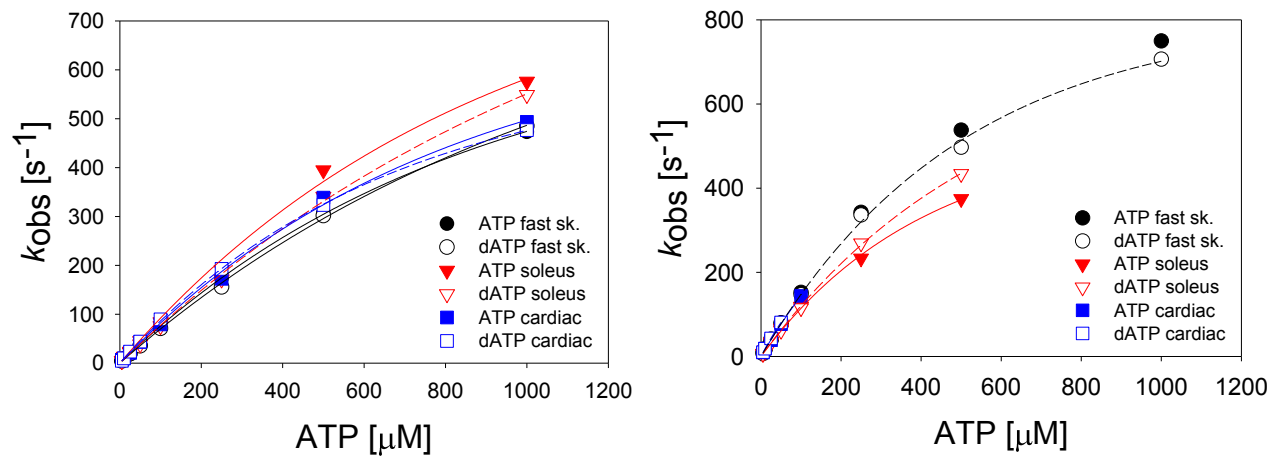 700
600
500
400
300
200
100
0
kobs [s-1]
0 200 400 600 800 1000 1200
ATP [μM]
ATP fast sk.
dATP fast sk.
ATP soleus
dATP soleus
ATP cardiac
dATP cardiac
800
600
400
200
0
kobs [s-1]
0 200 400 600 800 1000 1200
ATP [μM]
ATP fast sk.
dATP fast sk.
ATP soleus
dATP soleus
ATP cardiac
dATP cardiac